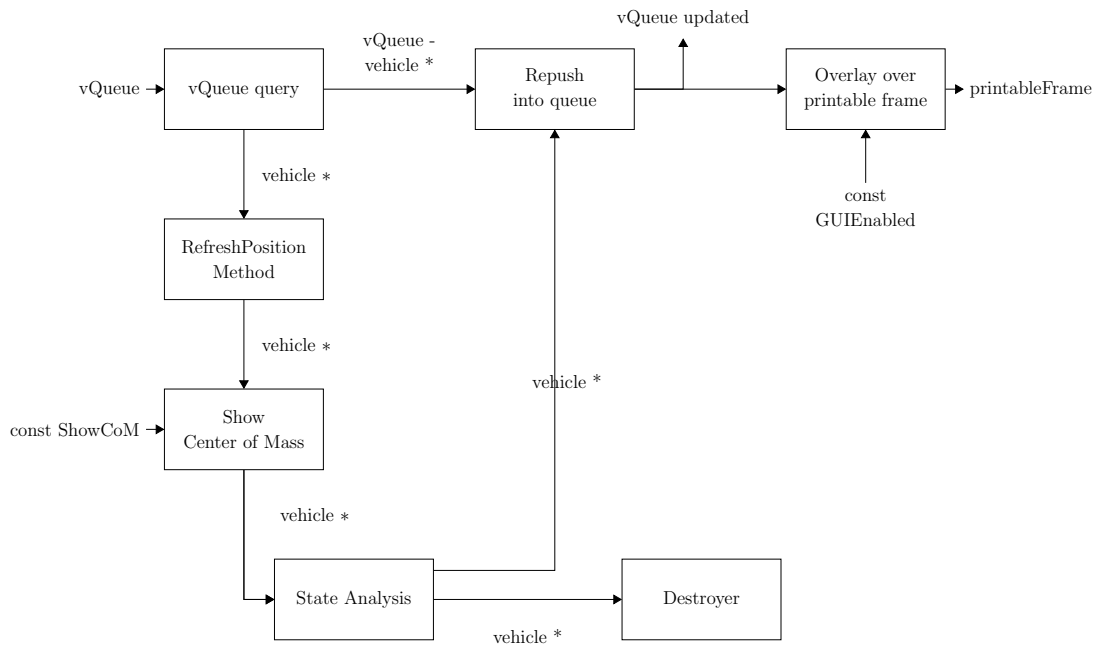 vQueue updated
vQueue -
vehicle *
vQueue
vQueue query
Repush
into queue
Overlay over
printable frame
printableFrame
vehicle *
const
GUIEnabled
RefreshPosition
Method
vehicle *
vehicle *
const ShowCoM
Show
Center of Mass
vehicle *
State Analysis
Destroyer
vehicle *